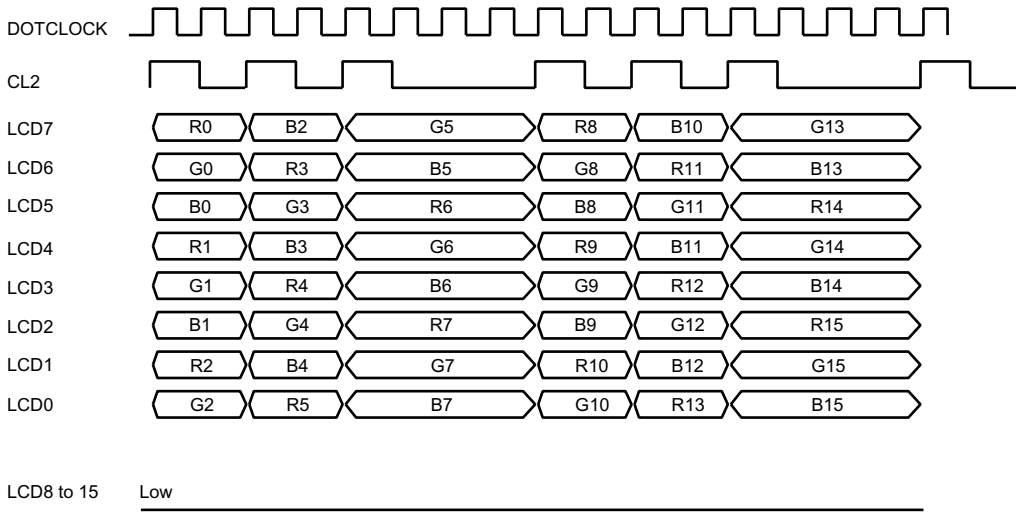 DOTCLOCK
CL2
LCD7 R0 B2 G5 R8 B10 G13
LCD6 G0 R3 B5 G8 R11 B13
LCD5 B0 G3 R6 B8 G11 R14
LCD4 R1 B3 G6 R9 B11 G14
LCD3 G1 R4 B6 G9 R12 B14
LCD2 B1 G4 R7 B9 G12 R15
LCD1 R2 B4 G7 R10 B12 G15
LCD0 G2 R5 B7 G10 R13 B15
LCD8 to 15 Low